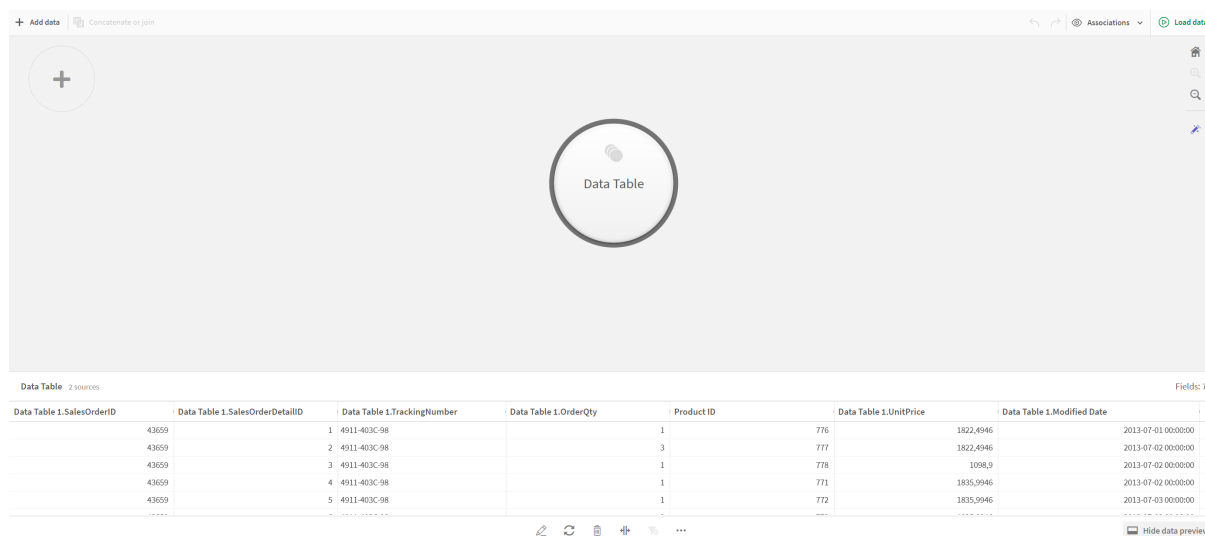 Add data Concatenate or join Associations Load data
Data Table
Data Table 2 sources Fields: 7
Data Table 1.SalesOrderID Data Table 1.SalesOrderDetailID Data Table 1.TrackingNumber Data Table 1.OrderQty Product ID Data Table 1.UnitPrice Data Table 1.Modified Date
43659 1 4911-403C-98 1 776 1822,4946 2013-07-01 00:00:00
43659 2 4911-403C-98 3 777 1822,4946 2013-07-02 00:00:00
43659 3 4911-403C-98 1 778 1098,9 2013-07-02 00:00:00
43659 4 4911-403C-98 1 771 1835,9946 2013-07-02 00:00:00
43659 5 4911-403C-98 1 772 1835,9946 2013-07-03 00:00:00
Hide data preview